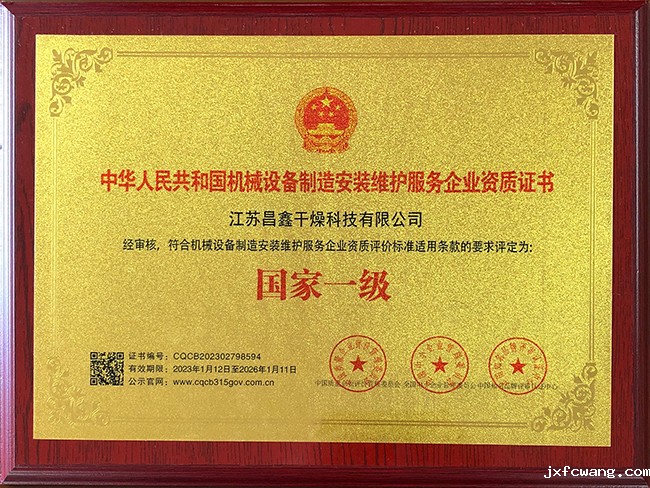 中华人民共和国机械设备制造安装维护服务企业资质证书
江苏昌鑫干燥科技有限公司
经审核，符合机械设备制造安装维护服务企业资质评价标准适用条款的要求评定为：
国家一级
证书编号：CQCB202302798594
有效期限：2023年1月12日至2026年1月11日
公示官网：www.cqcb315gov.com.cn
jxfcwang.com